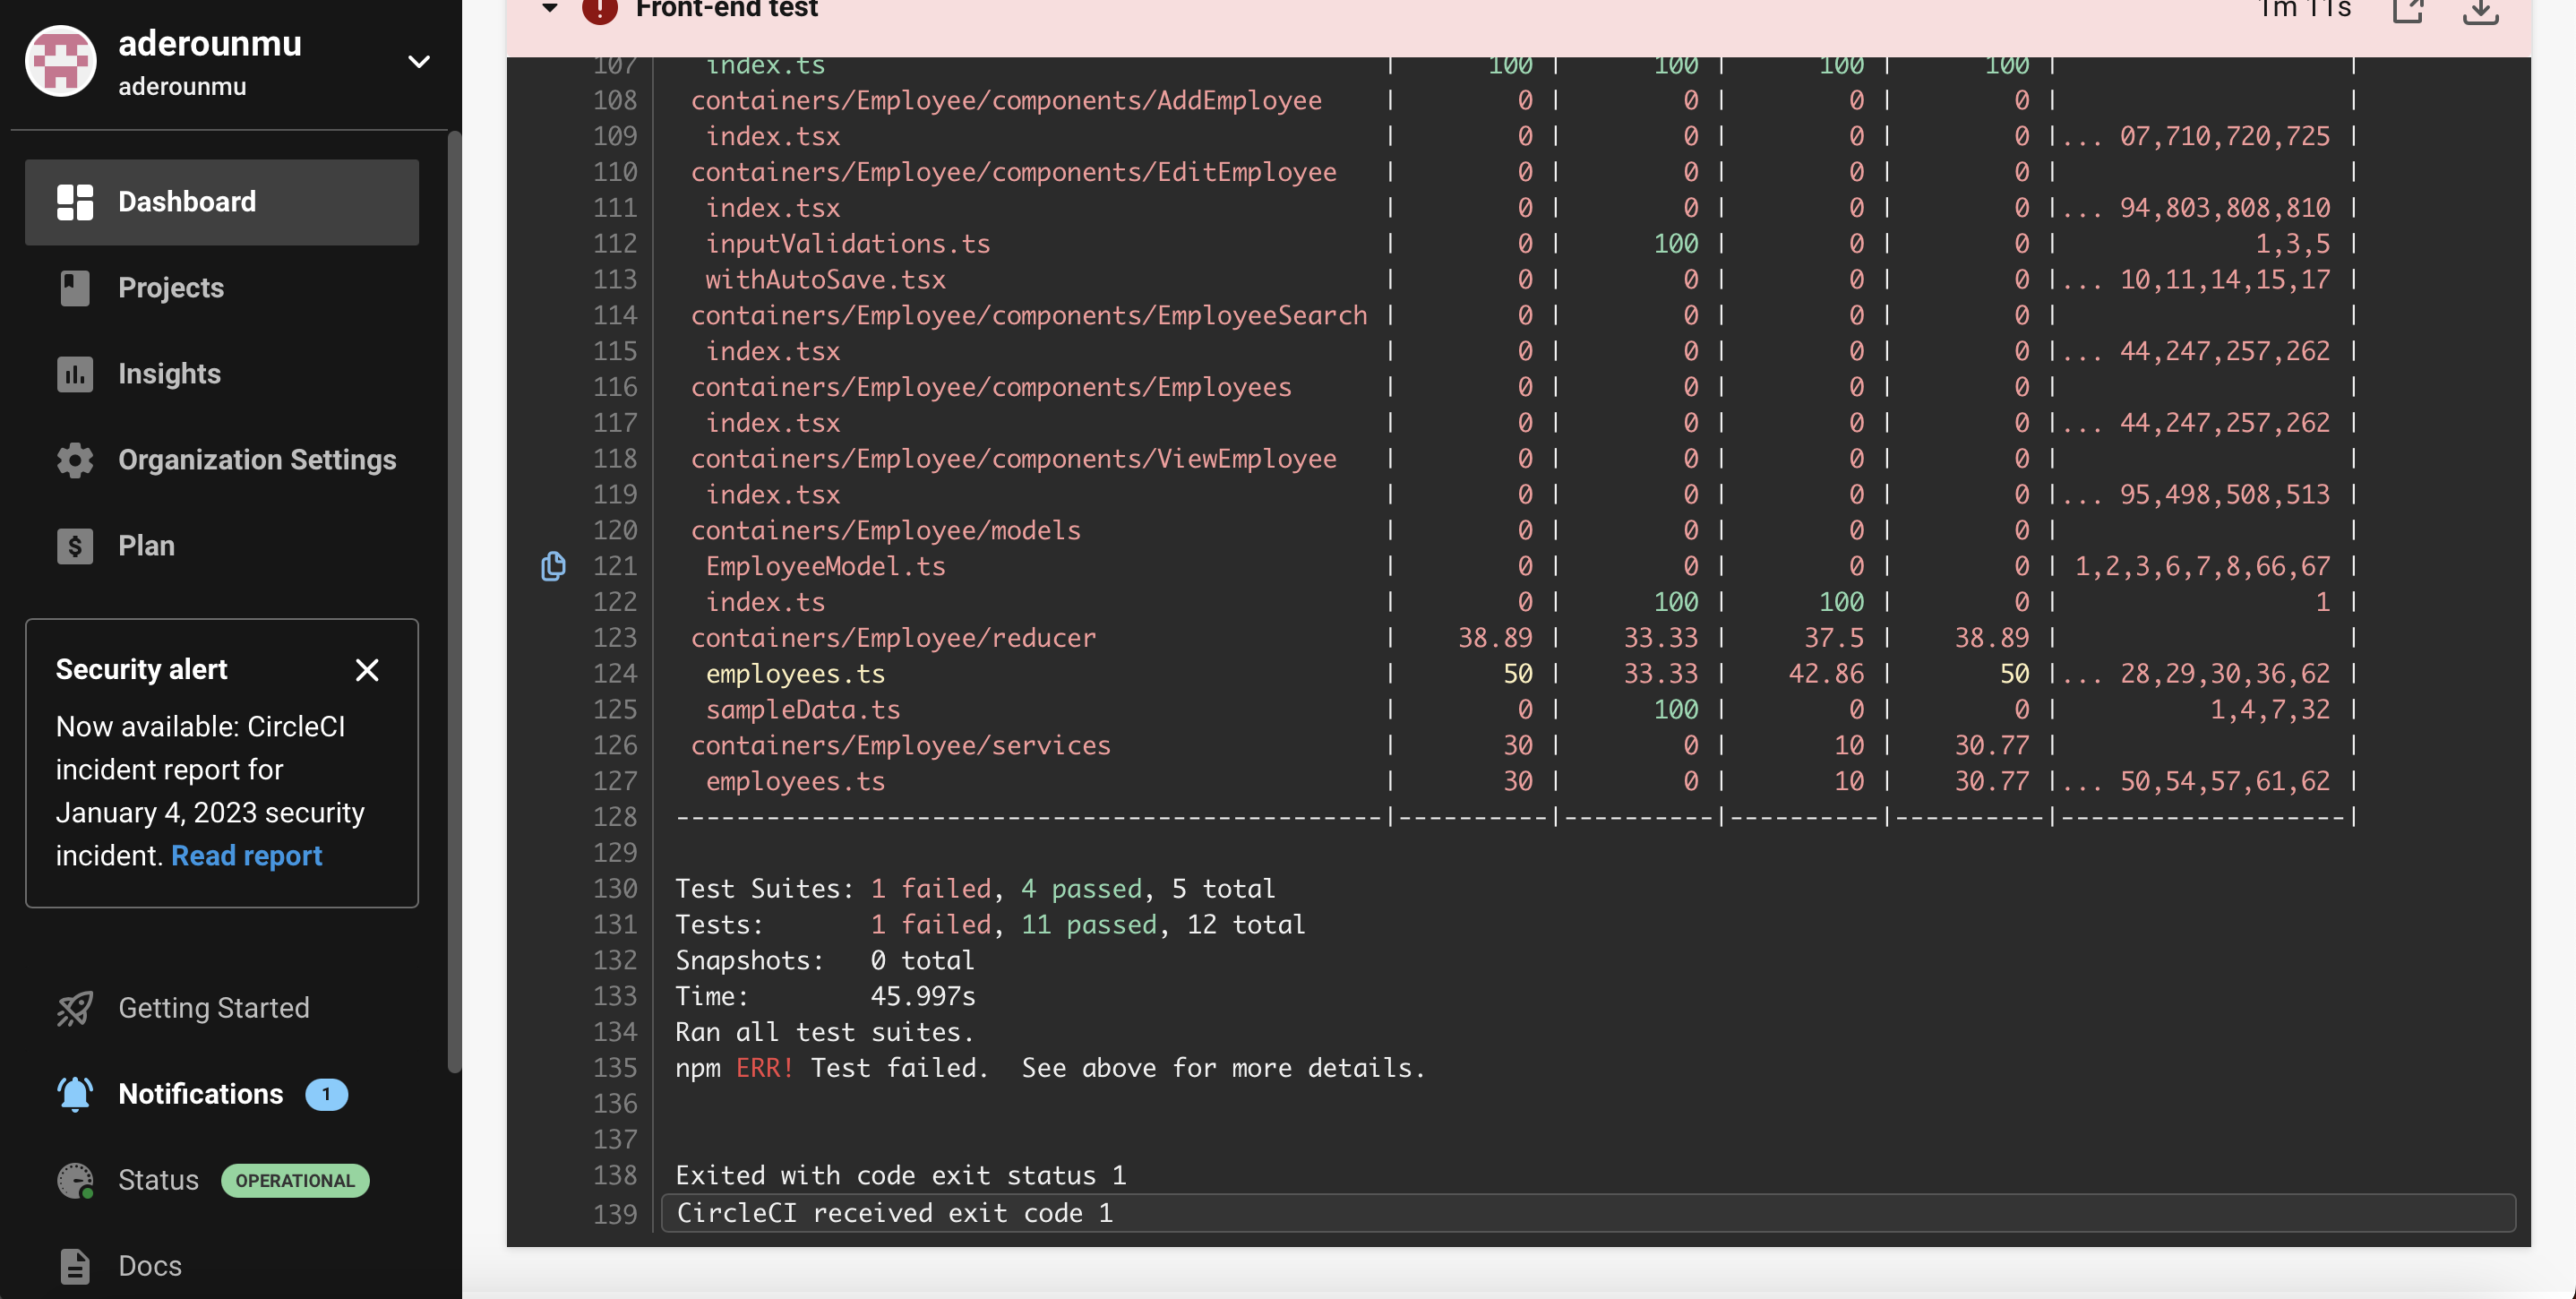 aderounmu
aderounmu
Dashboard
Projects
Insights
Organization Settings
Plan
Security alert
Now available: CircleCI
incident report for
January 4, 2023 security
incident. Read report
Getting Started
Notifications 1
Status OPERATIONAL
Docs
Front-end test 1m 11s
107 index.ts | 100 | 100 | 100 | 100 | |
108 containers/Employee/components/AddEmployee | 0 | 0 | 0 | 0 | |
109 index.tsx | 0 | 0 | 0 | 0 |... 07,710,720,725 |
110 containers/Employee/components/EditEmployee | 0 | 0 | 0 | 0 | |
111 index.tsx | 0 | 0 | 0 | 0 |... 94,803,808,810 |
112 inputValidations.ts | 0 | 100 | 0 | 0 | 1,3,5 |
113 withAutoSave.tsx | 0 | 0 | 0 | 0 |... 10,11,14,15,17 |
114 containers/Employee/components/EmployeeSearch | 0 | 0 | 0 | 0 | |
115 index.tsx | 0 | 0 | 0 | 0 |... 44,247,257,262 |
116 containers/Employee/components/Employees | 0 | 0 | 0 | 0 | |
117 index.tsx | 0 | 0 | 0 | 0 |... 44,247,257,262 |
118 containers/Employee/components/ViewEmployee | 0 | 0 | 0 | 0 | |
119 index.tsx | 0 | 0 | 0 | 0 |... 95,498,508,513 |
120 containers/Employee/models | 0 | 0 | 0 | 0 | |
121 EmployeeModel.ts | 0 | 0 | 0 | 0 | 1,2,3,6,7,8,66,67 |
122 index.ts | 0 | 100 | 100 | 0 | 1 |
123 containers/Employee/reducer | 38.89 | 33.33 | 37.5 | 38.89 | |
124 employees.ts | 50 | 33.33 | 42.86 | 50 |... 28,29,30,36,62 |
125 sampleData.ts | 0 | 100 | 0 | 0 | 1,4,7,32 |
126 containers/Employee/services | 30 | 0 | 10 | 30.77 | |
127 employees.ts | 30 | 0 | 10 | 30.77 |... 50,54,57,61,62 |
128 -----------------------------------------------|----------|----------|----------|----------|-------------------|
129
130 Test Suites: 1 failed, 4 passed, 5 total
131 Tests: 1 failed, 11 passed, 12 total
132 Snapshots: 0 total
133 Time: 45.997s
134 Ran all test suites.
135 npm ERR! Test failed. See above for more details.
136
137
138 Exited with code exit status 1
139 CircleCI received exit code 1